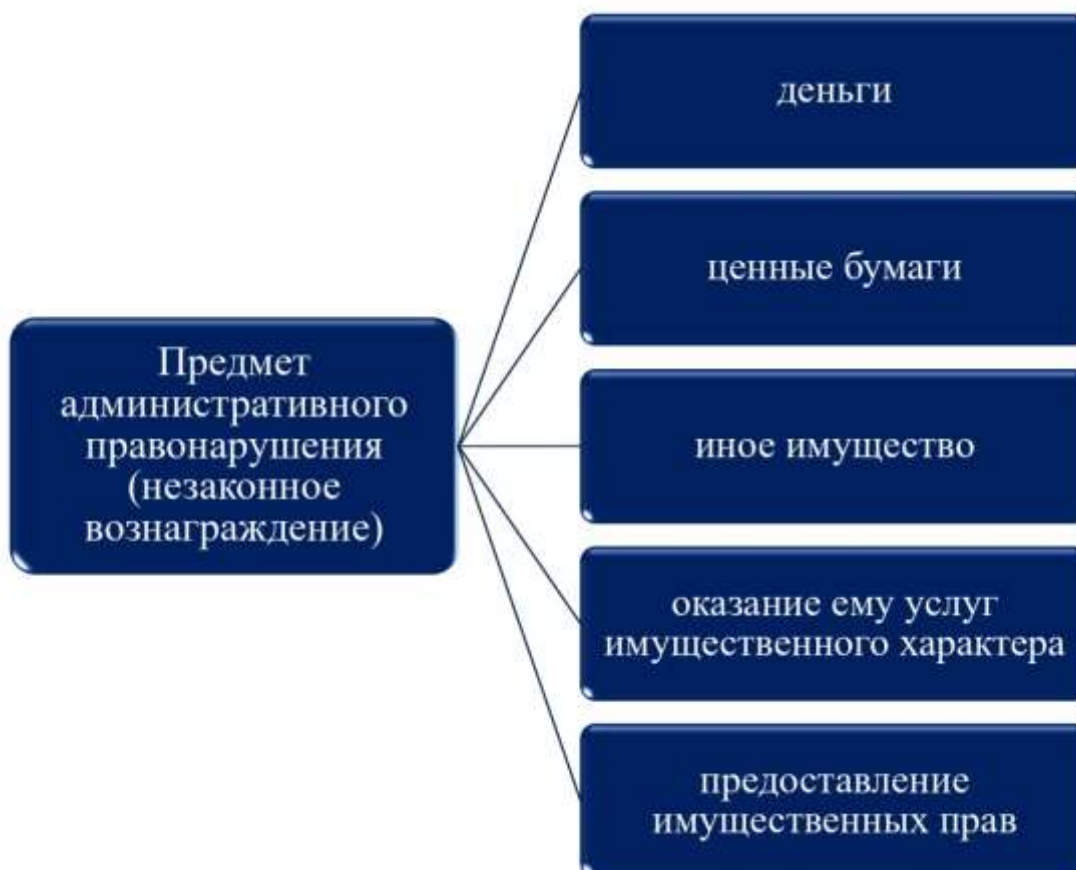 Предмет
административного
правонарушения
(незаконное
вознаграждение)
деньги
ценные бумаги
иное имущество
оказание ему услуг
имущественного характера
предоставление
имущественных прав